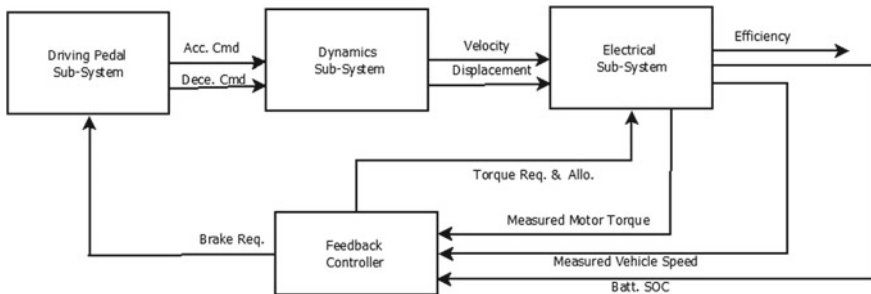 Driving Pedal
Sub-System
Acc. Cmd
Dece. Cmd
Dynamics
Sub-System
Velocity
Displacement
Electrical
Sub-System
Efficiency
Torque Req. & Allo.
Measured Motor Torque
Brake Req.
Feedback
Controller
Measured Vehicle Speed
Batt. SOC